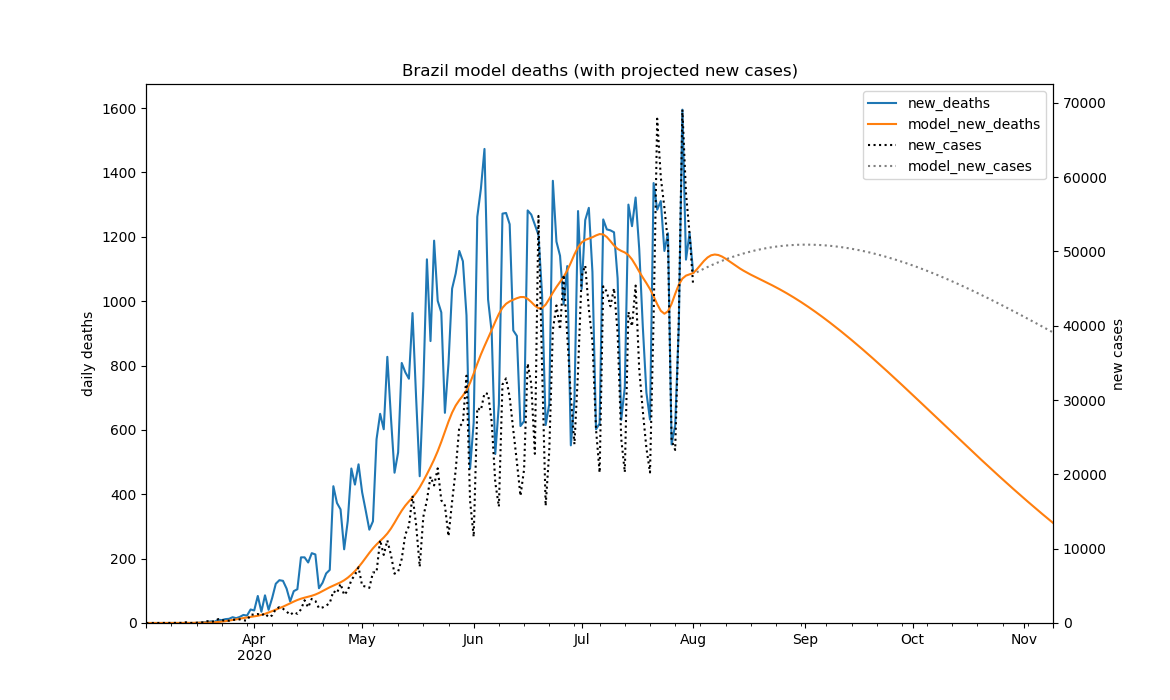 Brazil model deaths (with projected new cases)
new_deaths
model_new_deaths
new_cases
model_new_cases
daily deaths
1600
1400
1200
1000
800
600
400
200
0
70000
60000
50000
40000
30000
20000
10000
0
new cases
Apr
2020
May
Jun
Jul
Aug
Sep
Oct
Nov